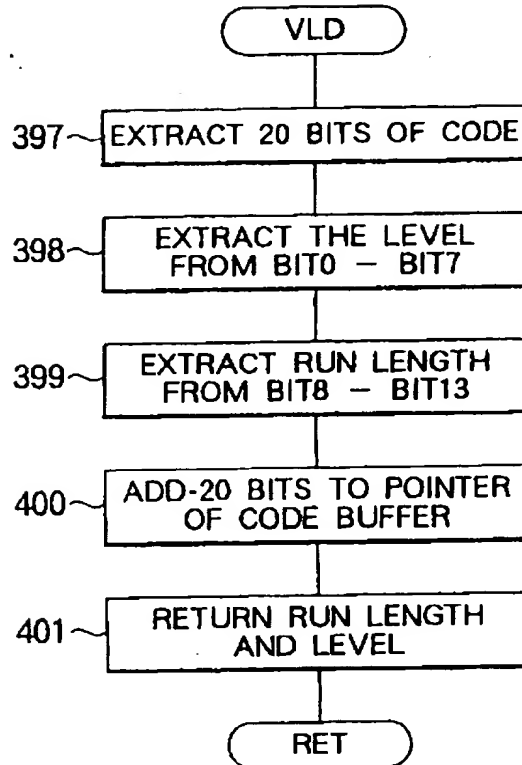 VLD
397 EXTRACT 20 BITS OF CODE
398 EXTRACT THE LEVEL
FROM BIT0 – BIT7
399 EXTRACT RUN LENGTH
FROM BIT8 – BIT13
400 ADD-20 BITS TO POINTER
OF CODE BUFFER
401 RETURN RUN LENGTH
AND LEVEL
RET